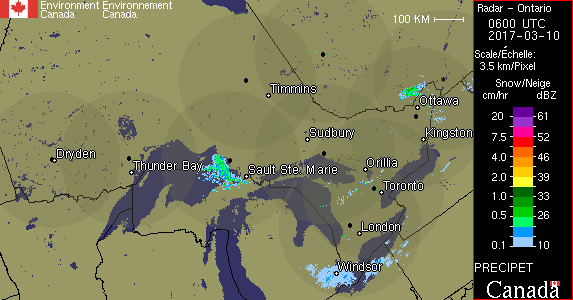 Environment Environnement
Canada Canada
100 KM
Timmins
Ottawa
Sudbury
Kingston
Dryden
Thunder Bay
Sault Ste. Marie
Orillia
Toronto
London
Windsor
Radar - Ontario
0600 UTC
2017-03-10
Scale/Échelle:
3.5 km/Pixel
Snow/Neige
cm/hr dBZ
20 61
7.5 52
4.0 46
2.0 39
1.0 33
0.5 26
0.1 10
PRECIPET
Canada